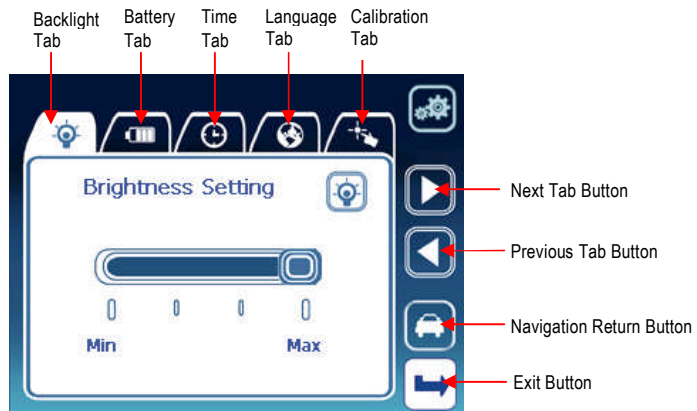 Backlight Tab
Battery Tab
Time Tab
Language Tab
Calibration Tab
Brightness Setting
Min
Max
Next Tab Button
Previous Tab Button
Navigation Return Button
Exit Button